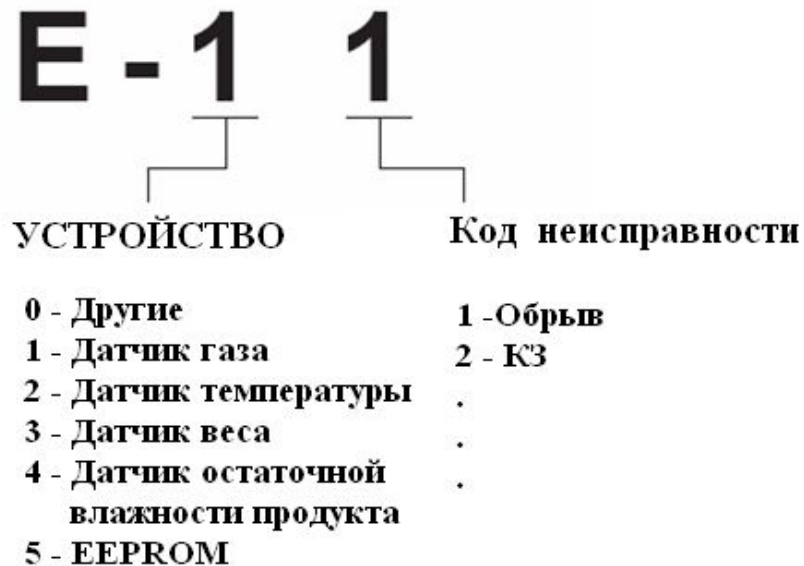 E - 1 1
УСТРОЙСТВО
Код неисправности
0 - Другие
1 - Датчик газа
2 - Датчик температуры
3 - Датчик веса
4 - Датчик остаточной
влажности продукта
5 - EEPROM
1 -Обрыв
2 - КЗ
.
.
.